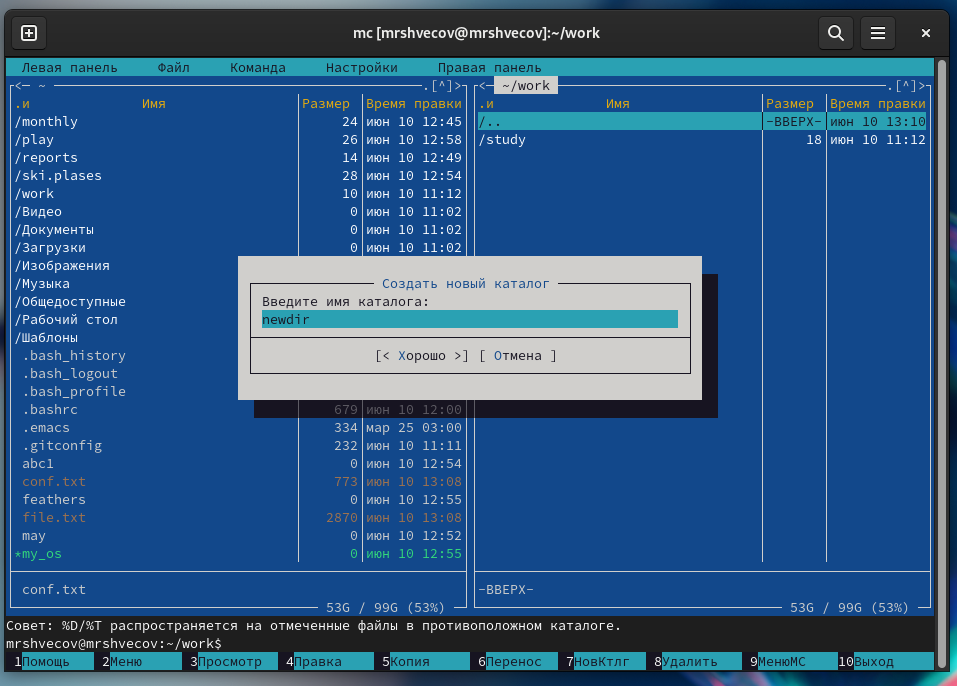 mc [mrshvecov@mrshvecov]:~/work
Левая панель Файл Команда Настройки Правая панель
<— ~ .[^]>
.и Имя Размер Время правки
/monthly 24 июн 10 12:45
/play 26 июн 10 12:58
/reports 14 июн 10 12:49
/ski.plases 28 июн 10 12:54
/work 10 июн 10 11:12
/Видео 0 июн 10 11:02
/Документы 0 июн 10 11:02
/Загрузки 0 июн 10 11:02
/Изображения
/Музыка
/Общедоступные
/Рабочий стол
/Шаблоны
.bash_history
.bash_logout
.bash_profile
.bashrc 679 июн 10 12:00
.emacs 334 мар 25 03:00
.gitconfig 232 июн 10 11:11
abc1 0 июн 10 12:54
conf.txt 773 июн 10 13:08
feathers 0 июн 10 12:55
file.txt 2870 июн 10 13:08
may 0 июн 10 12:52
*my_os 0 июн 10 12:55
conf.txt
53G / 99G (53%)
<— ~/work .[^]>
.и Имя Размер Время правки
/.. -ВВЕРХ- июн 10 13:10
/study 18 июн 10 11:12
-ВВЕРХ-
53G / 99G (53%)
Создать новый каталог
Введите имя каталога:
newdir
[< Хорошо >] [ Отмена ]
Совет: %D/%T распространяется на отмеченные файлы в противоположном каталоге.
mrshvecov@mrshvecov:~/work$
1Помощь 2Меню 3Просмотр 4Правка 5Копия 6Перенос 7НовКтлг 8Удалить 9МенюМС 10Выход